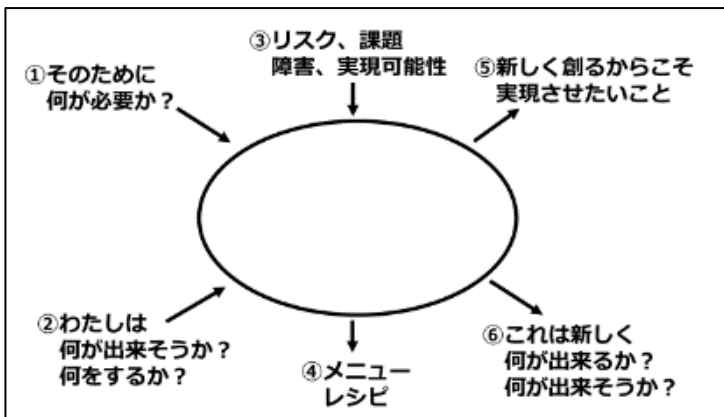 ①そのために
何が必要か？
③リスク、課題
障害、実現可能性
⑤新しく創るからこそ
実現させたいこと
②わたしは
何が出来そうか？
何をするか？
④メニュー
レシピ
⑥これは新しく
何が出来るか？
何が出来そうか？